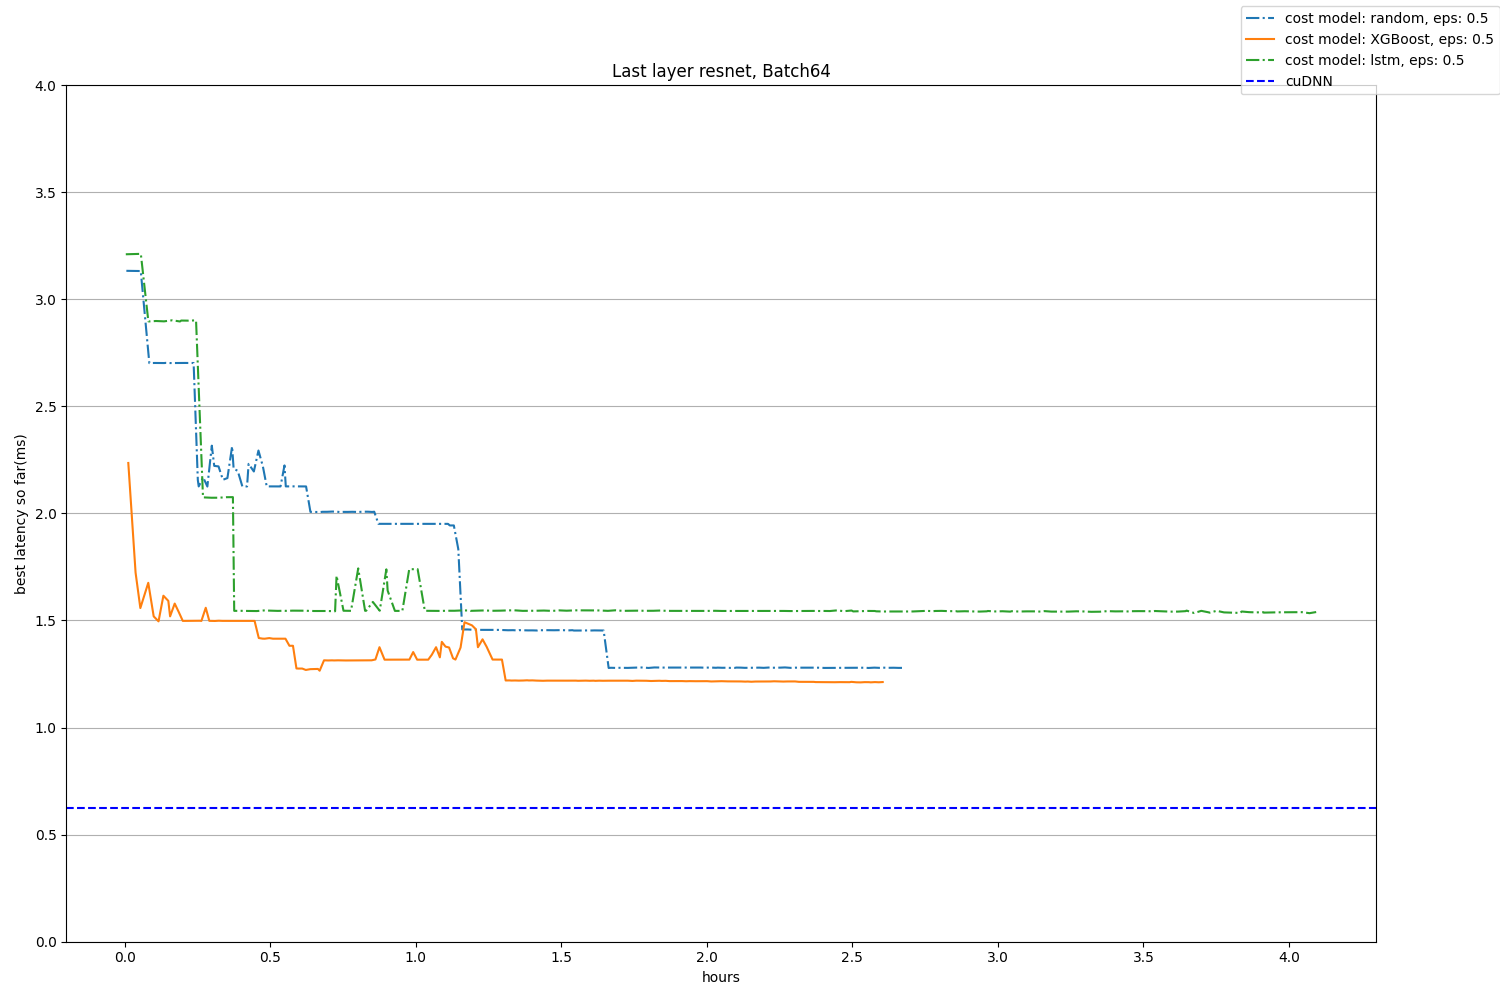 cost model: random, eps: 0.5
cost model: XGBoost, eps: 0.5
cost model: lstm, eps: 0.5
cuDNN
Last layer resnet, Batch64
4.0
3.5
3.0
2.5
2.0
1.5
1.0
0.5
0.0
best latency so far(ms)
0.0 0.5 1.0 1.5 2.0 2.5 3.0 3.5 4.0
hours